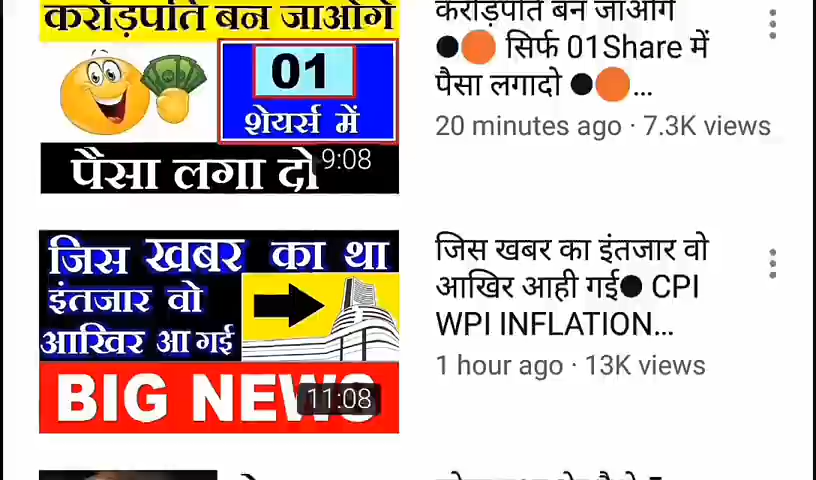 करोड़पति बन जाओगे
01
शेयर्स में
पैसा लगा दो
9:08
करोड़पति बन जाओगे
⚫🟠 सिर्फ 01Share में
पैसा लगादो ⚫🟠...
20 minutes ago · 7.3K views
जिस खबर का था
इंतजार वो
आखिर आ गई
BIG NEWS
11:08
जिस खबर का इंतजार वो
आखिर आही गई⚫ CPI
WPI INFLATION...
1 hour ago · 13K views